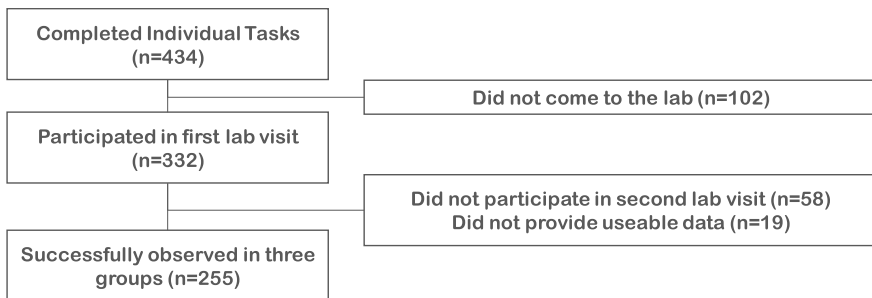 Completed Individual Tasks
(n=434)
Did not come to the lab (n=102)
Participated in first lab visit
(n=332)
Did not participate in second lab visit (n=58)
Did not provide useable data (n=19)
Successfully observed in three
groups (n=255)